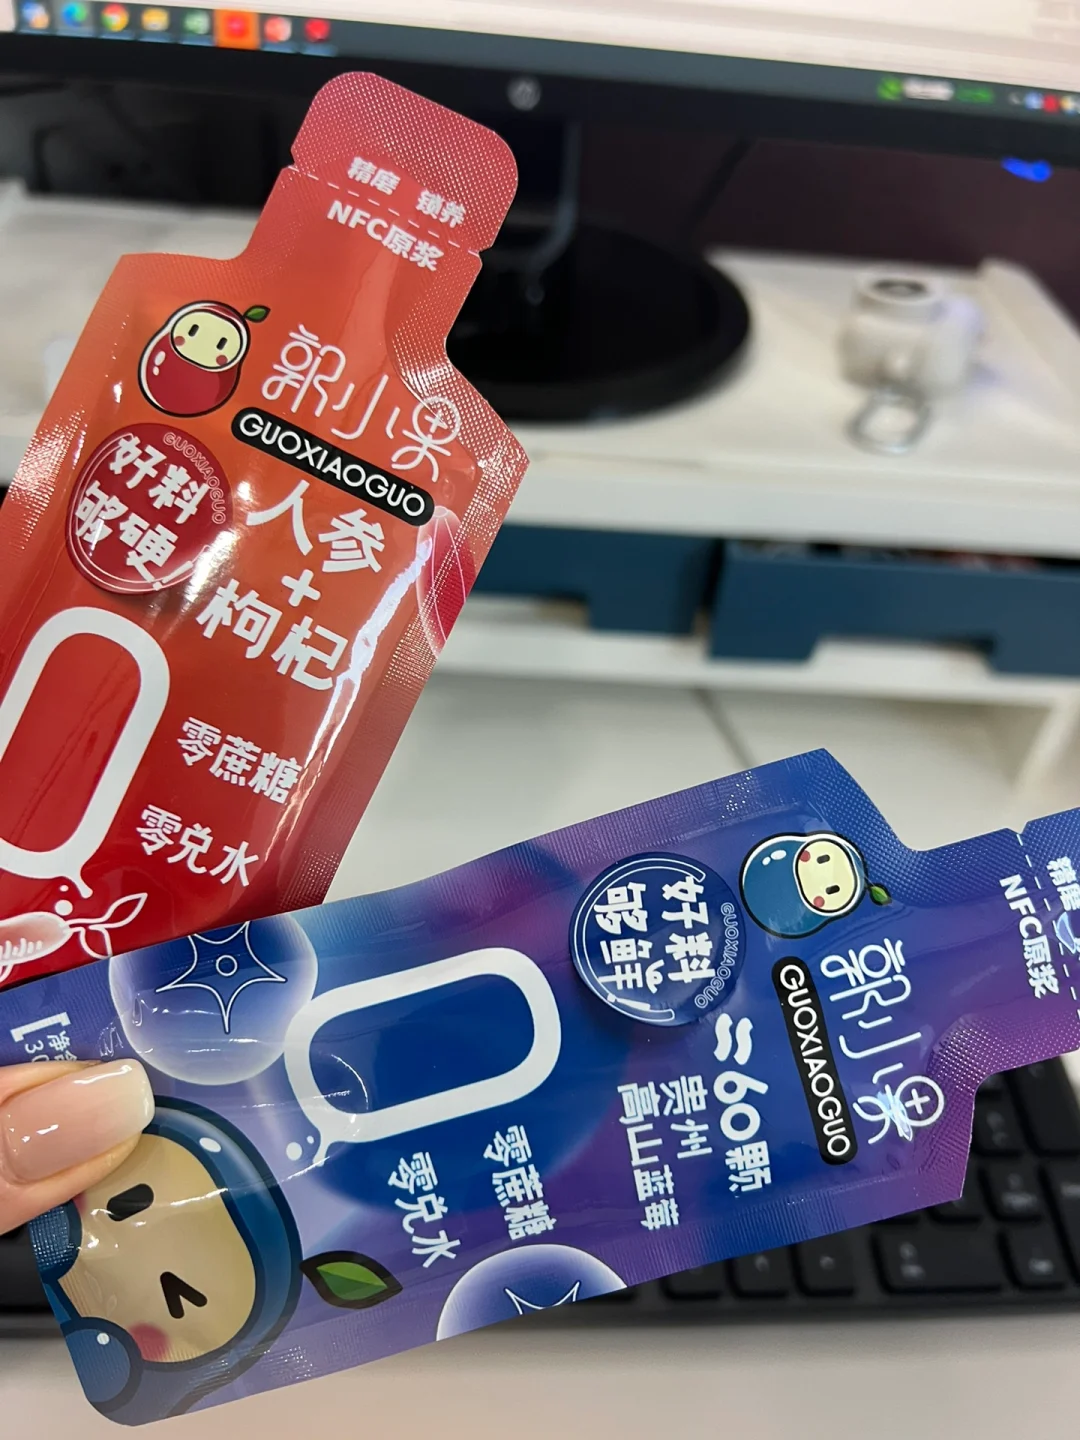 精磨 锁养
NFC原浆
郭小果
GUOXIAOGUO
GUOXIAOGUO
好料
够硬!
人参
+
枸杞
0
零蔗糖
零兑水
精磨
NFC原浆
郭小果
GUOXIAOGUO
GUOXIAOGUO
好料
够鲜!
≈60颗
贵州
高山蓝莓
0
零蔗糖
零兑水